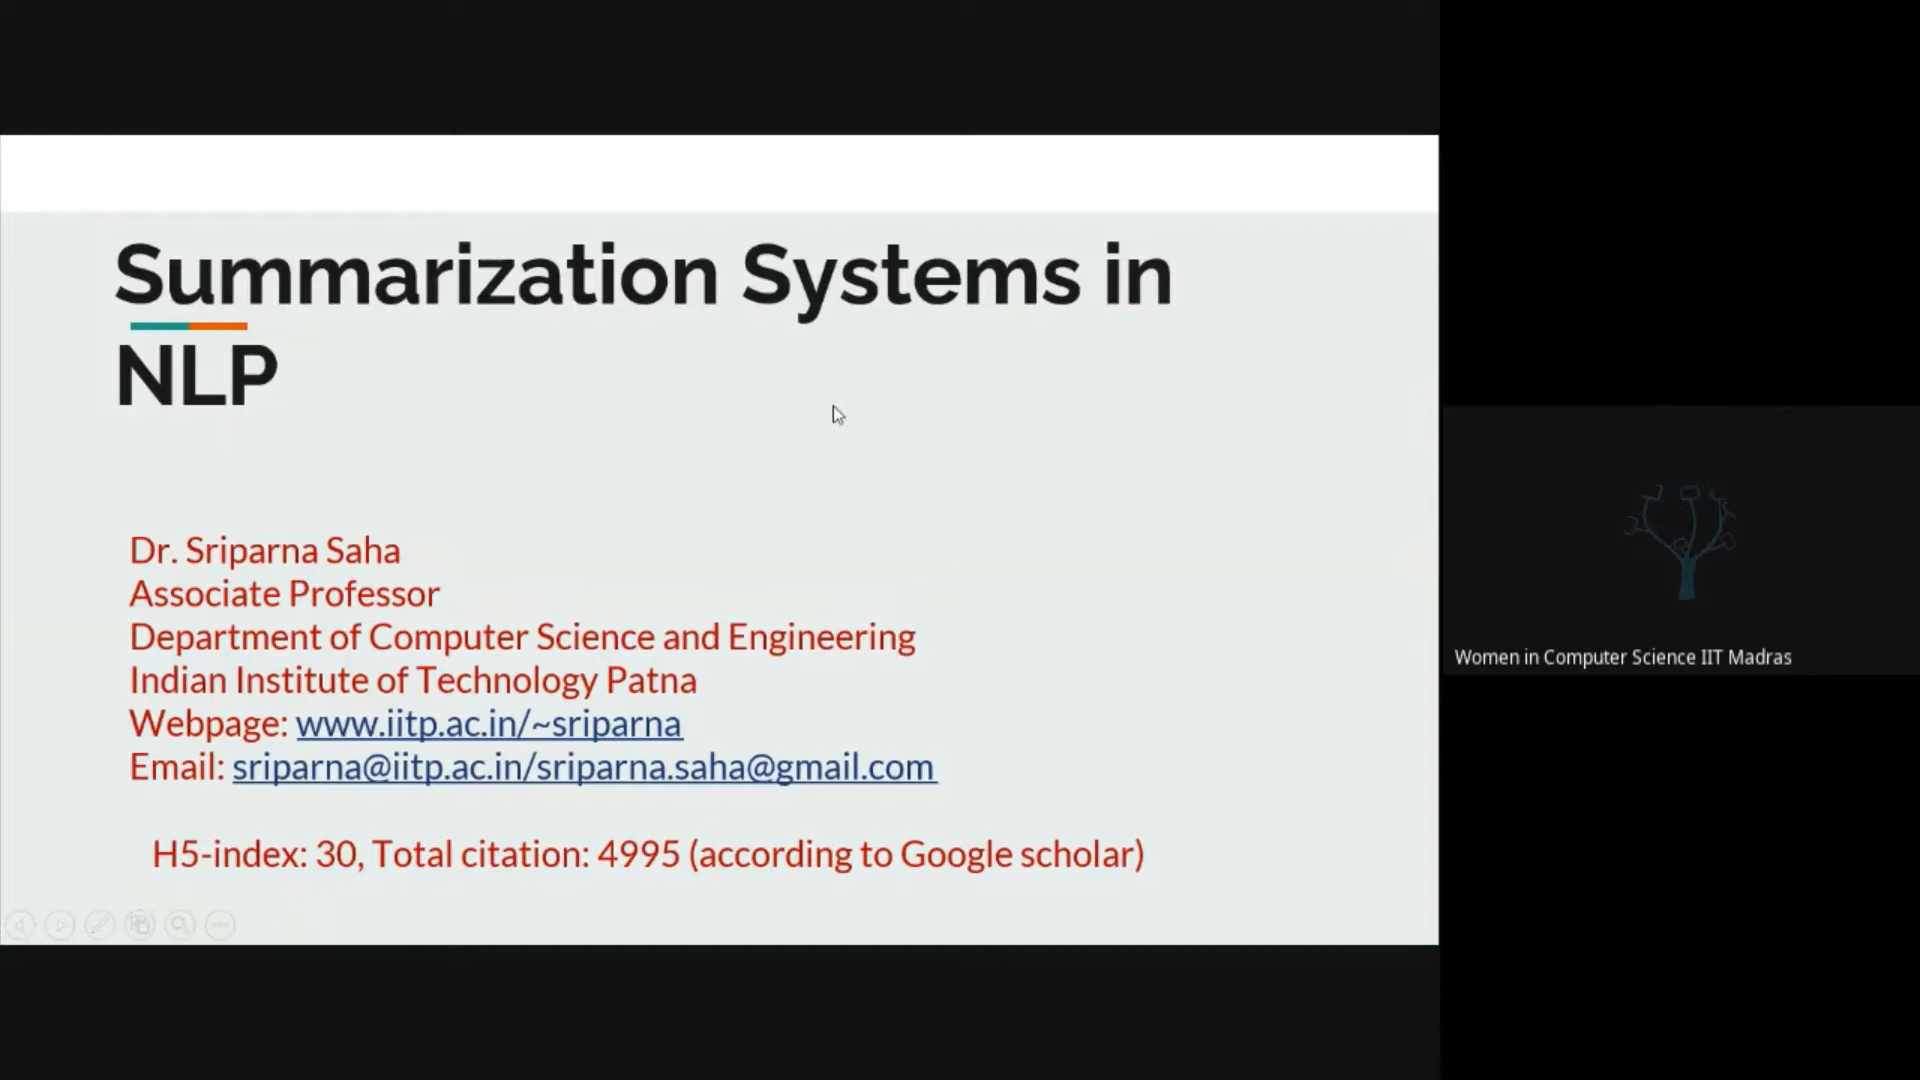 Summarization Systems in
NLP
Dr. Sriparna Saha
Associate Professor
Department of Computer Science and Engineering
Indian Institute of Technology Patna
Webpage: www.iitp.ac.in/~sriparna
Email: sriparna@iitp.ac.in/sriparna.saha@gmail.com
H5-index: 30, Total citation: 4995 (according to Google scholar)
Women in Computer Science IIT Madras